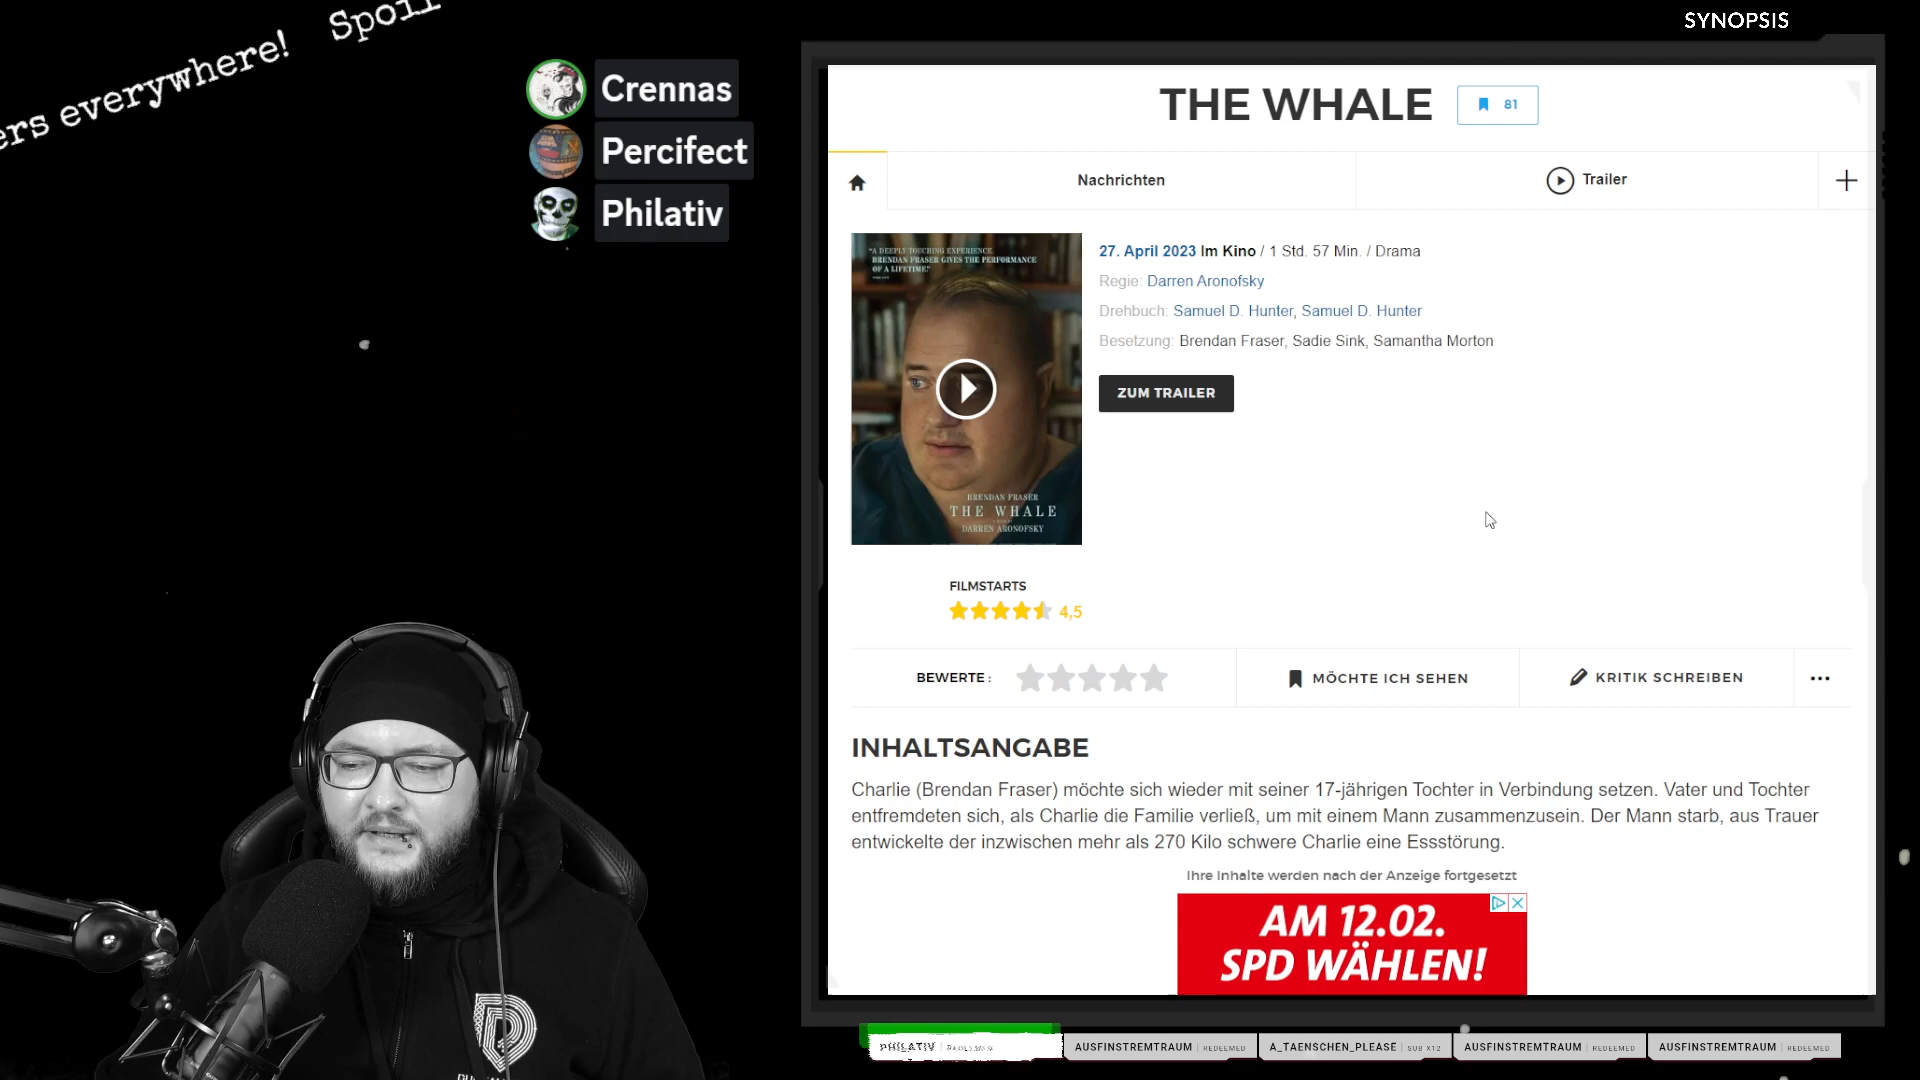 ers everywhere! Spoil
SYNOPSIS
Crennas
Percifect
Philativ
THE WHALE
81
Nachrichten
Trailer
"A DEEPLY TOUCHING EXPERIENCE.
BRENDAN FRASER GIVES THE PERFORMANCE
OF A LIFETIME."
BRENDAN FRASER
THE WHALE
DARREN ARONOFSKY
27. April 2023 Im Kino / 1 Std. 57 Min. / Drama
Regie: Darren Aronofsky
Drehbuch: Samuel D. Hunter, Samuel D. Hunter
Besetzung: Brendan Fraser, Sadie Sink, Samantha Morton
ZUM TRAILER
FILMSTARTS
4,5
BEWERTE :
MÖCHTE ICH SEHEN
KRITIK SCHREIBEN
INHALTSANGABE
Charlie (Brendan Fraser) möchte sich wieder mit seiner 17-jährigen Tochter in Verbindung setzen. Vater und Tochter
entfremdeten sich, als Charlie die Familie verließ, um mit einem Mann zusammenzusein. Der Mann starb, aus Trauer
entwickelte der inzwischen mehr als 270 Kilo schwere Charlie eine Essstörung.
Ihre Inhalte werden nach der Anzeige fortgesetzt
AM 12.02.
SPD WÄHLEN!
PHILATIV
AUSFINSTREMTRAUM | REDEEMED
A_TAENSCHEN_PLEASE | SUB X12
AUSFINSTREMTRAUM | REDEEMED
AUSFINSTREMTRAUM | REDEEMED